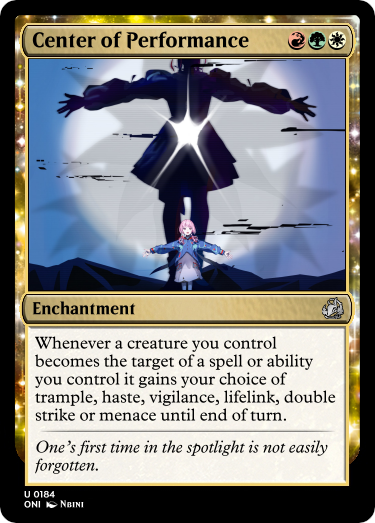 Center of Performance
Enchantment
Whenever a creature you control
becomes the target of a spell or ability
you control it gains your choice of
trample, haste, vigilance, lifelink, double
strike or menace until end of turn.
One's first time in the spotlight is not easily
forgotten.
U 0184
ONI NBINI